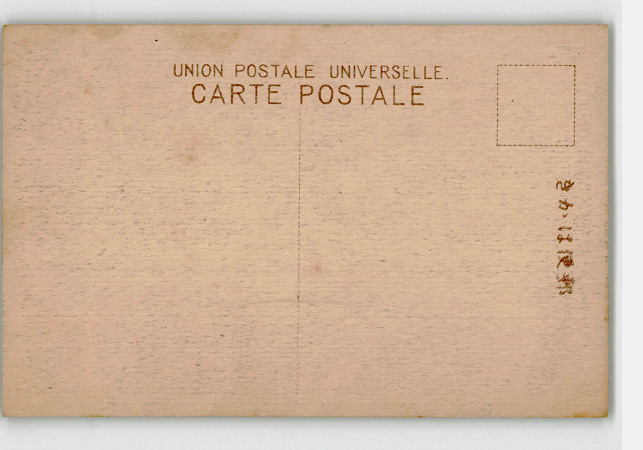 UNION POSTALE UNIVERSELLE.
CARTE POSTALE
きかは便郵